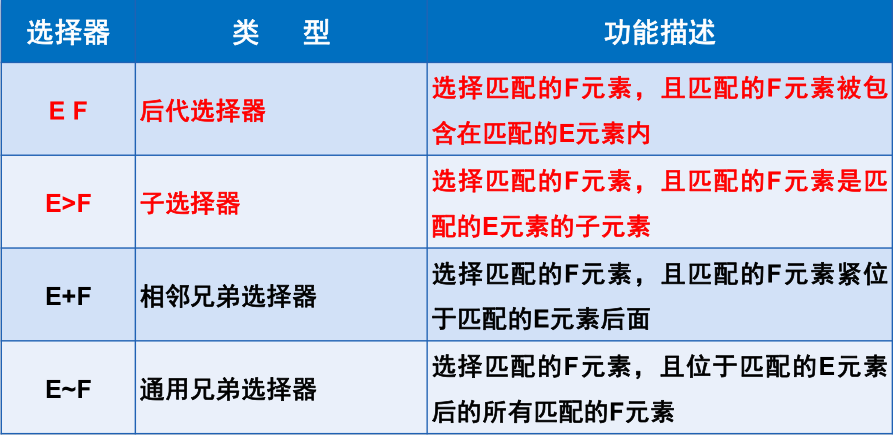 选择器 类 型 功能描述
E F 后代选择器 选择匹配的F元素，且匹配的F元素被包
含在匹配的E元素内
E>F 子选择器 选择匹配的F元素，且匹配的F元素是匹
配的E元素的子元素
E+F 相邻兄弟选择器 选择匹配的F元素，且匹配的F元素紧位
于匹配的E元素后面
E~F 通用兄弟选择器 选择匹配的F元素，且位于匹配的E元素
后的所有匹配的F元素